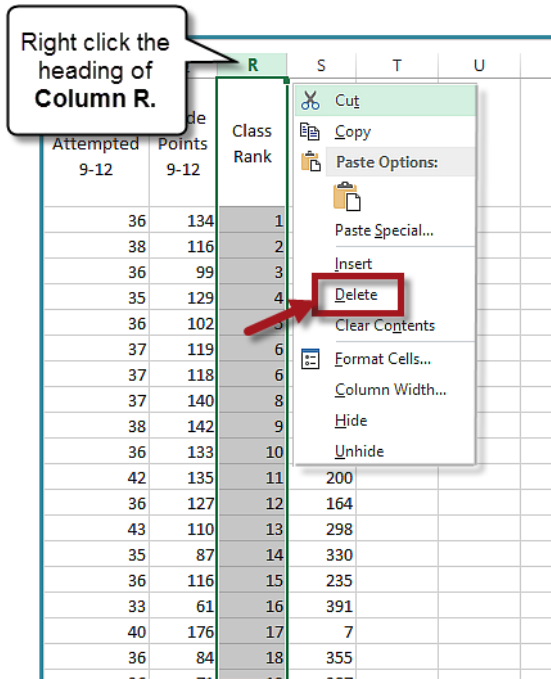 Right click the
heading of
Column R.
R S T U
de
Attempted Points Class
9-12 9-12 Rank
Cut
Copy
Paste Options:
Paste Special...
Insert
Delete
Clear Contents
Format Cells...
Column Width...
Hide
Unhide
36 134 1
38 116 2
36 99 3
35 129 4
36 102
37 119 6
37 118 6
37 140 8
38 142 9
36 133 10
42 135 11 200
36 127 12 164
43 110 13 298
35 87 14 330
36 116 15 235
33 61 16 391
40 176 17 7
36 84 18 355